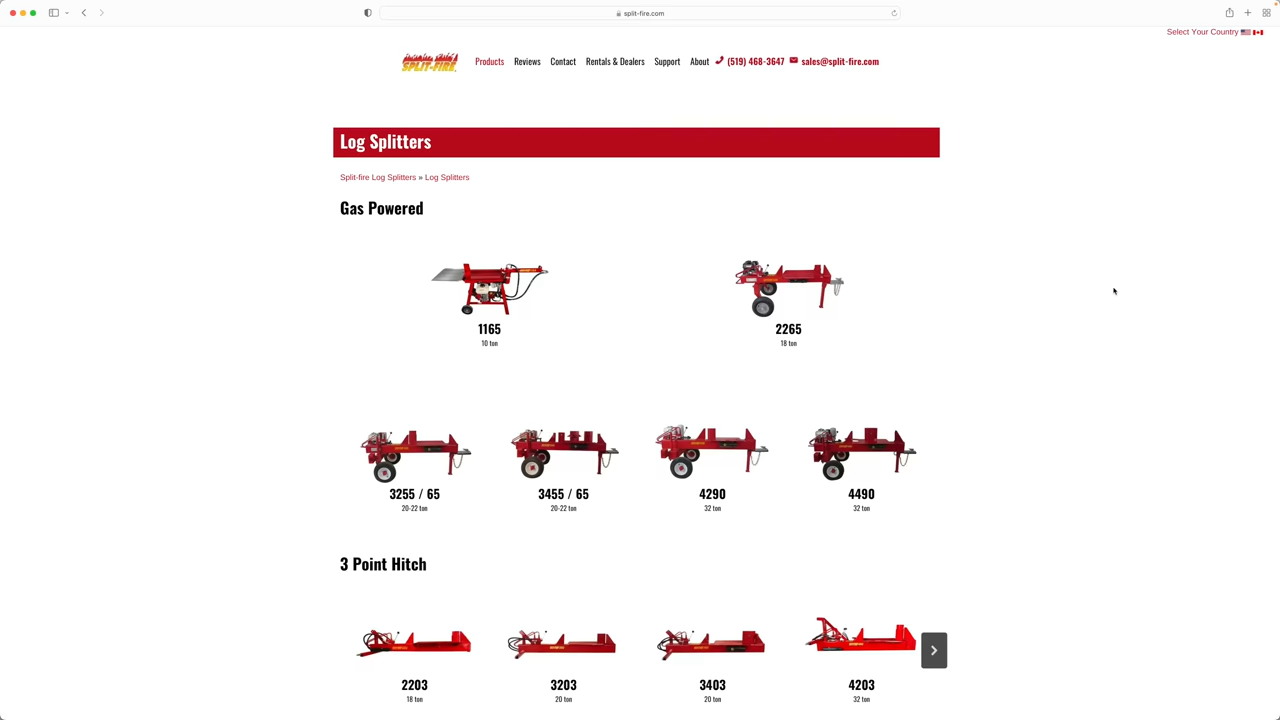 split-fire.com
Select Your Country
SPLIT-FIRE
Products Reviews Contact Rentals & Dealers Support About (519) 468-3647 sales@split-fire.com
Log Splitters
Split-fire Log Splitters » Log Splitters
Gas Powered
1165 2265
10 ton 18 ton
3255 / 65 3455 / 65 4290 4490
20-22 ton 20-22 ton 32 ton 32 ton
3 Point Hitch
2203 3203 3403 4203
18 ton 20 ton 20 ton 32 ton